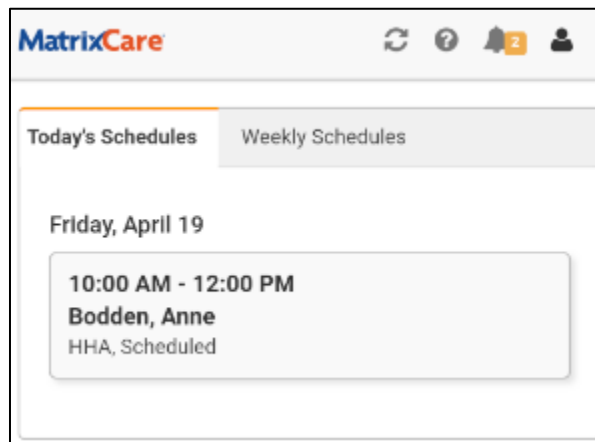 MatrixCare
2
Today's Schedules Weekly Schedules
Friday, April 19
10:00 AM - 12:00 PM
Bodden, Anne
HHA, Scheduled